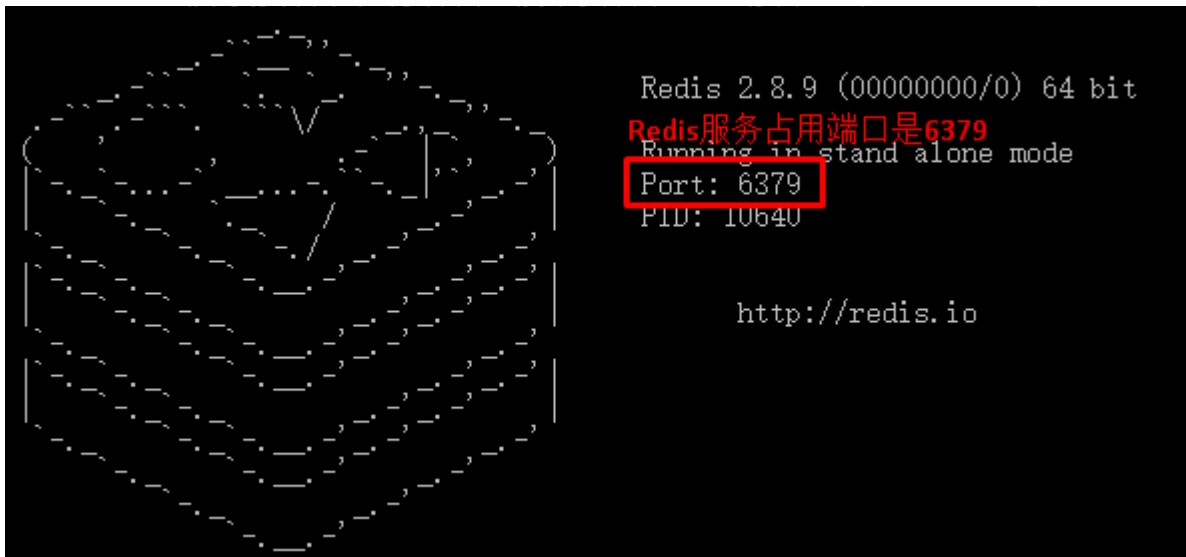 Redis 2.8.9 (00000000/0) 64 bit
Redis服务占用端口是6379
Running in stand alone mode
Port: 6379
PID: 10640
http://redis.io